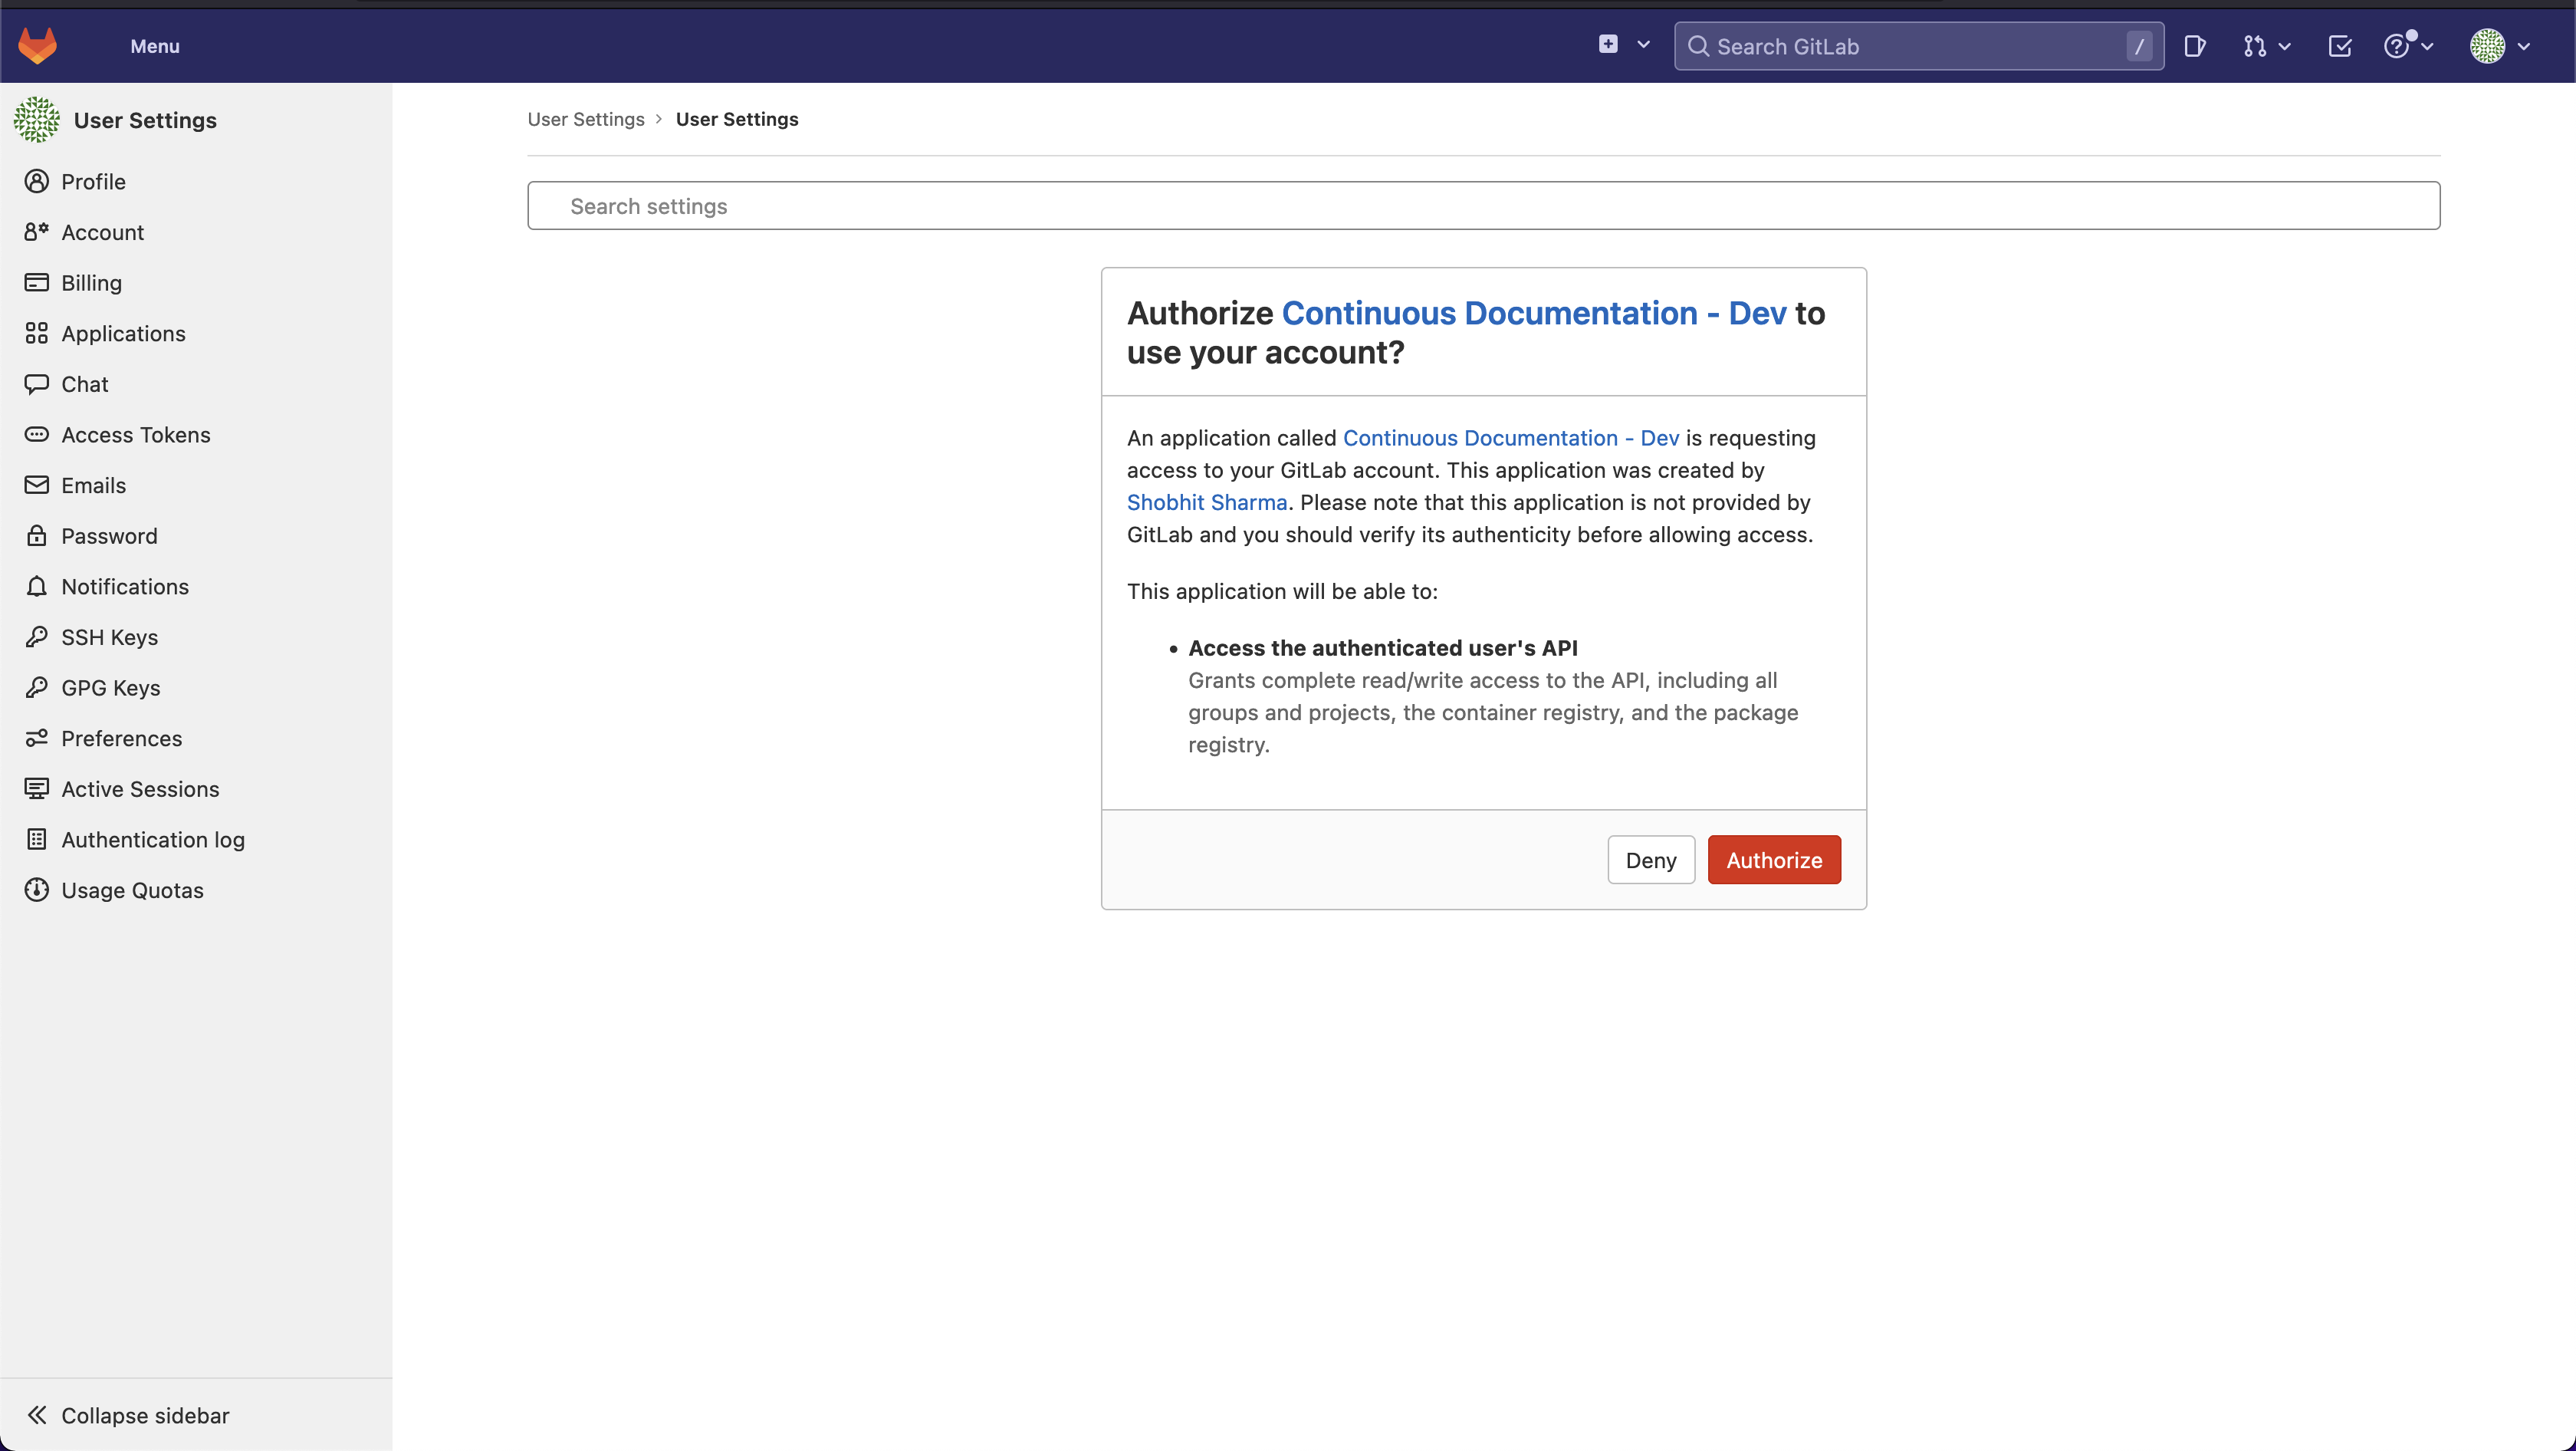 Menu
Search GitLab /
User Settings
Profile
Account
Billing
Applications
Chat
Access Tokens
Emails
Password
Notifications
SSH Keys
GPG Keys
Preferences
Active Sessions
Authentication log
Usage Quotas
Collapse sidebar
User Settings > User Settings
Search settings
Authorize Continuous Documentation - Dev to
use your account?
An application called Continuous Documentation - Dev is requesting
access to your GitLab account. This application was created by
Shobhit Sharma. Please note that this application is not provided by
GitLab and you should verify its authenticity before allowing access.
This application will be able to:
• Access the authenticated user's API
Grants complete read/write access to the API, including all
groups and projects, the container registry, and the package
registry.
Deny Authorize